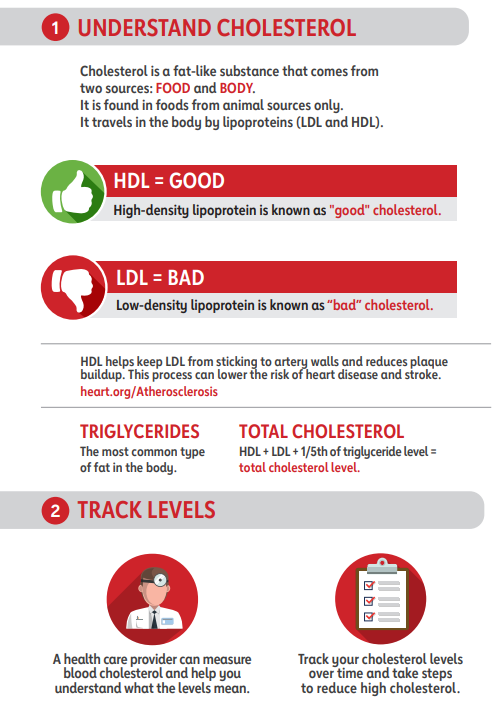 1 UNDERSTAND CHOLESTEROL
Cholesterol is a fat-like substance that comes from
two sources: FOOD and BODY.
It is found in foods from animal sources only.
It travels in the body by lipoproteins (LDL and HDL).
HDL = GOOD
High-density lipoprotein is known as "good" cholesterol.
LDL = BAD
Low-density lipoprotein is known as “bad” cholesterol.
HDL helps keep LDL from sticking to artery walls and reduces plaque
buildup. This process can lower the risk of heart disease and stroke.
heart.org/Atherosclerosis
TRIGLYCERIDES
The most common type
of fat in the body.
TOTAL CHOLESTEROL
HDL + LDL + 1/5th of triglyceride level =
total cholesterol level.
2 TRACK LEVELS
A health care provider can measure
blood cholesterol and help you
understand what the levels mean.
Track your cholesterol levels
over time and take steps
to reduce high cholesterol.